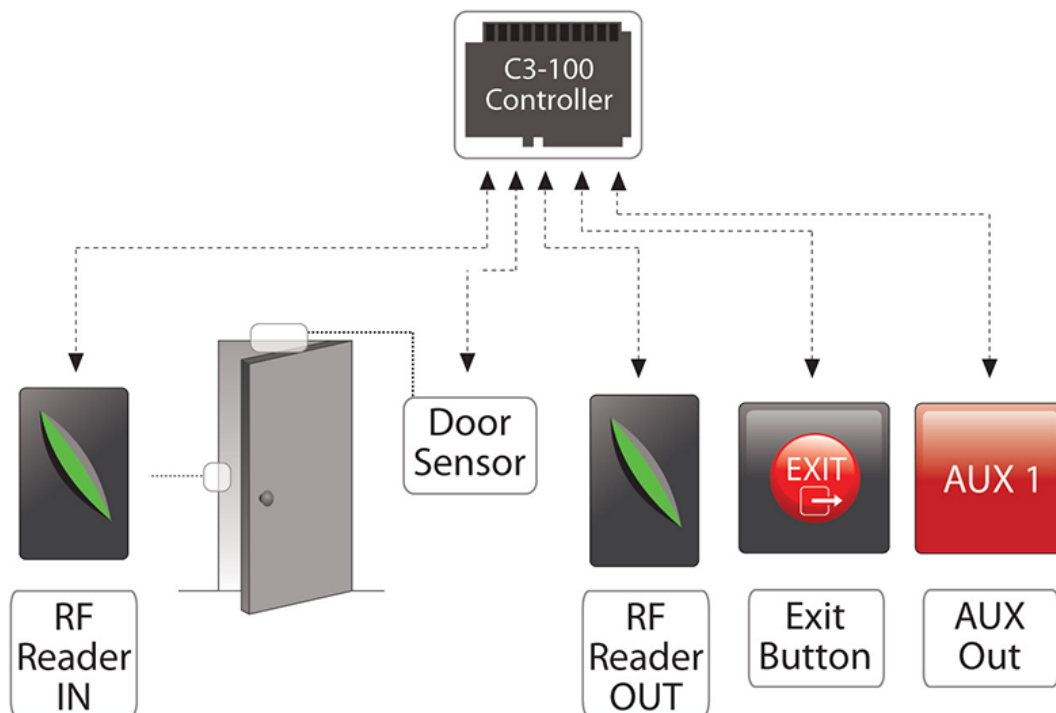 C3-100
Controller
Door
Sensor
EXIT
AUX 1
RF
Reader
IN
RF
Reader
OUT
Exit
Button
AUX
Out